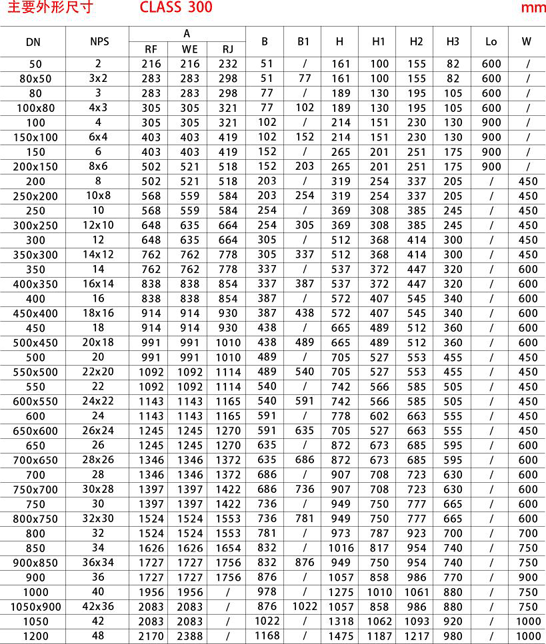 主要外形尺寸 CLASS 300 mm
DN NPS A B B1 H H1 H2 H3 Lo W
RF WE RJ
50 2 216 216 232 51 / 161 100 155 82 600 /
80x50 3x2 283 283 298 51 77 161 100 155 82 600 /
80 3 283 283 298 77 / 189 130 195 105 600 /
100x80 4x3 305 305 321 77 102 189 130 195 105 600 /
100 4 305 305 321 102 / 214 151 230 130 900 /
150x100 6x4 403 403 419 102 152 214 151 230 130 900 /
150 6 403 403 419 152 / 265 201 251 175 900 /
200x150 8x6 502 521 518 152 203 265 201 251 175 900 /
200 8 502 521 518 203 / 319 254 337 205 / 450
250x200 10x8 568 559 584 203 254 319 254 337 205 / 450
250 10 568 559 584 254 / 369 308 385 245 / 450
300x250 12x10 648 635 664 254 305 369 308 385 245 / 450
300 12 648 635 664 305 / 512 368 414 300 / 450
350x300 14x12 762 762 778 305 337 512 368 414 300 / 450
350 14 762 762 778 337 / 537 372 447 320 / 600
400x350 16x14 838 838 854 337 387 537 372 447 320 / 600
400 16 838 838 854 387 / 572 407 545 340 / 600
450x400 18x16 914 914 930 387 438 572 407 545 340 / 600
450 18 914 914 930 438 / 665 489 512 360 / 600
500x450 20x18 991 991 1010 438 489 665 489 512 360 / 600
500 20 991 991 1010 489 / 705 527 553 455 / 450
550x500 22x20 1092 1092 1114 489 540 705 527 553 455 / 450
550 22 1092 1092 1114 540 / 742 566 585 505 / 450
600x550 24x22 1143 1143 1165 540 591 742 566 585 505 / 450
600 24 1143 1143 1165 591 / 778 602 663 555 / 450
650x600 26x24 1245 1245 1270 591 635 705 527 663 555 / 450
650 26 1245 1245 1270 635 / 872 673 685 595 / 600
700x650 28x26 1346 1346 1372 635 686 872 673 685 595 / 600
700 28 1346 1346 1372 686 / 907 708 723 630 / 600
750x700 30x28 1397 1397 1422 686 736 907 708 723 630 / 600
750 30 1397 1397 1422 736 / 949 750 777 665 / 600
800x750 32x30 1524 1524 1553 736 781 949 750 777 665 / 600
800 32 1524 1524 1553 781 / 973 787 923 700 / 700
850 34 1626 1626 1654 832 / 1016 817 954 740 / 750
900x850 36x34 1727 1727 1756 832 876 949 750 954 740 / 750
900 36 1727 1727 1756 876 / 1057 858 986 770 / 900
1000 40 1956 1956 / 978 / 1275 1010 1061 880 / 750
1050x900 42x36 2083 2083 / 876 1022 1057 858 986 880 / 750
1050 42 2083 2083 / 1022 / 1318 1062 1093 920 / 1000
1200 48 2170 2388 / 1168 / 1475 1187 1217 980 / 1000